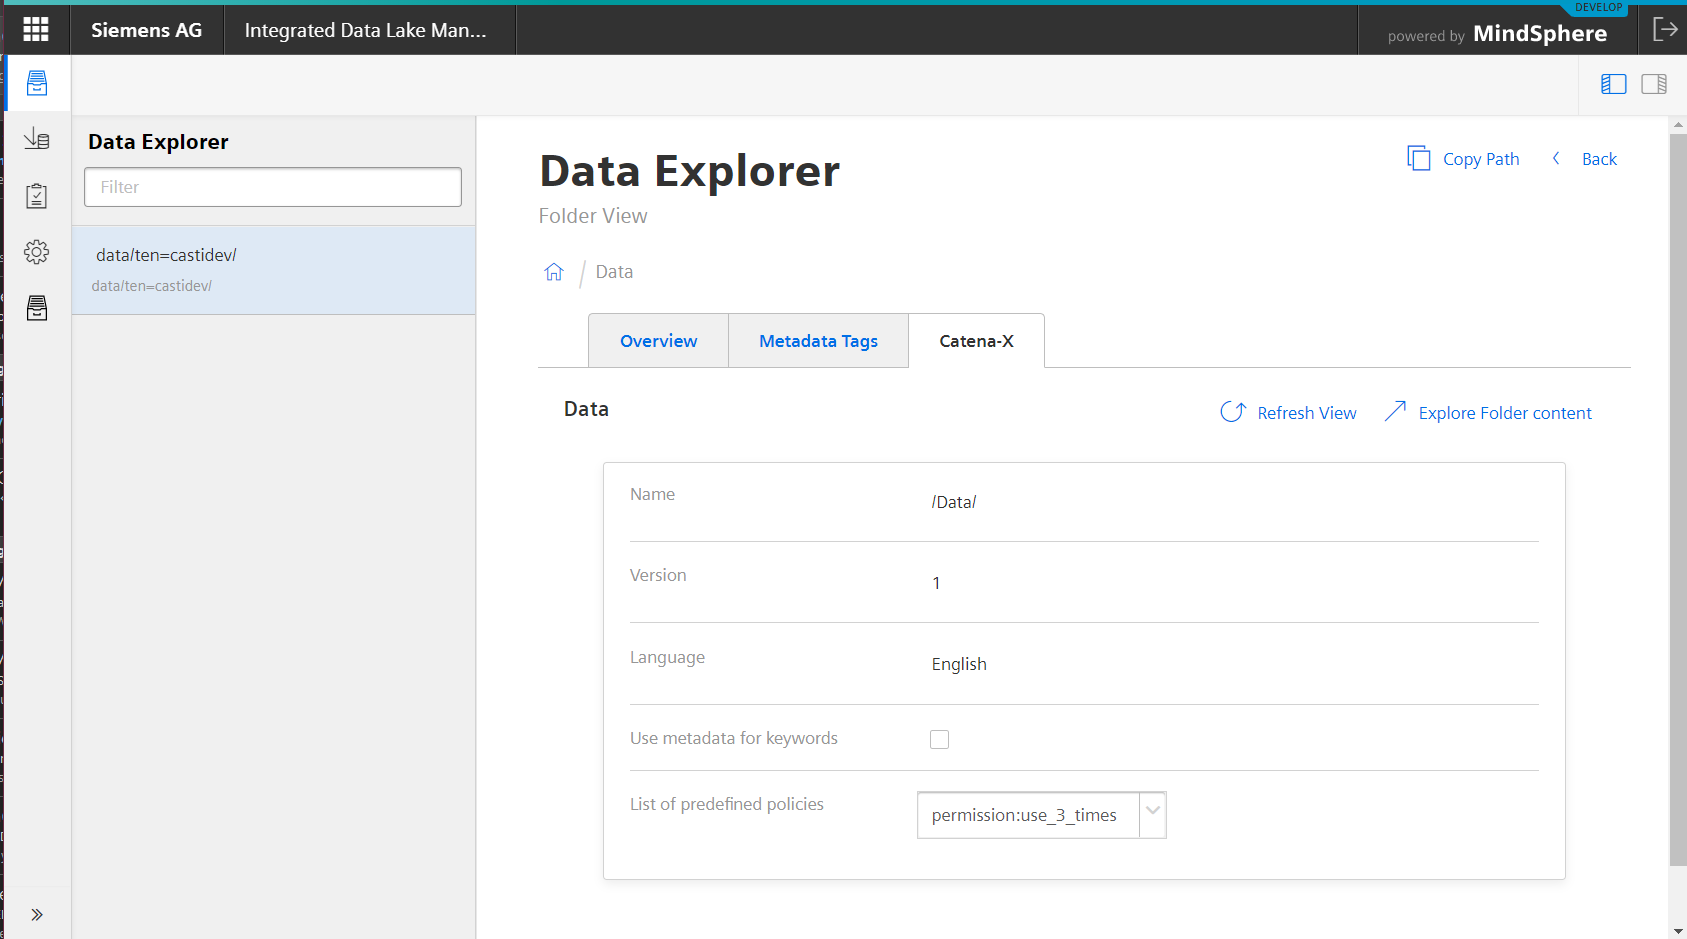 DEVELOP
Siemens AG
Integrated Data Lake Man...
powered by MindSphere
Data Explorer
Filter
data/ten=castidev/
data/ten=castidev/
Data Explorer
Copy Path
Back
Folder View
Data
Overview
Metadata Tags
Catena-X
Data
Refresh View
Explore Folder content
Name
/Data/
Version
1
Language
English
Use metadata for keywords
List of predefined policies
permission:use_3_times